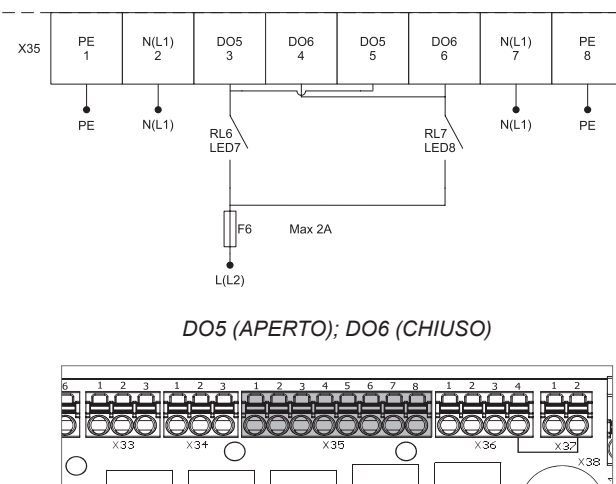 X35
PE N(L1) DO5 DO6 DO5 DO6 N(L1) PE
1 2 3 4 5 6 7 8
PE N(L1) N(L1) PE
RL6 RL7
LED7 LED8
F6 Max 2A
L(L2)
DO5 (APERTO); DO6 (CHIUSO)
6 1 2 3 1 2 3 1 2 3 4 5 6 7 8 1 2 3 4 1 2
X33 X34 X35 X36 X37
X38